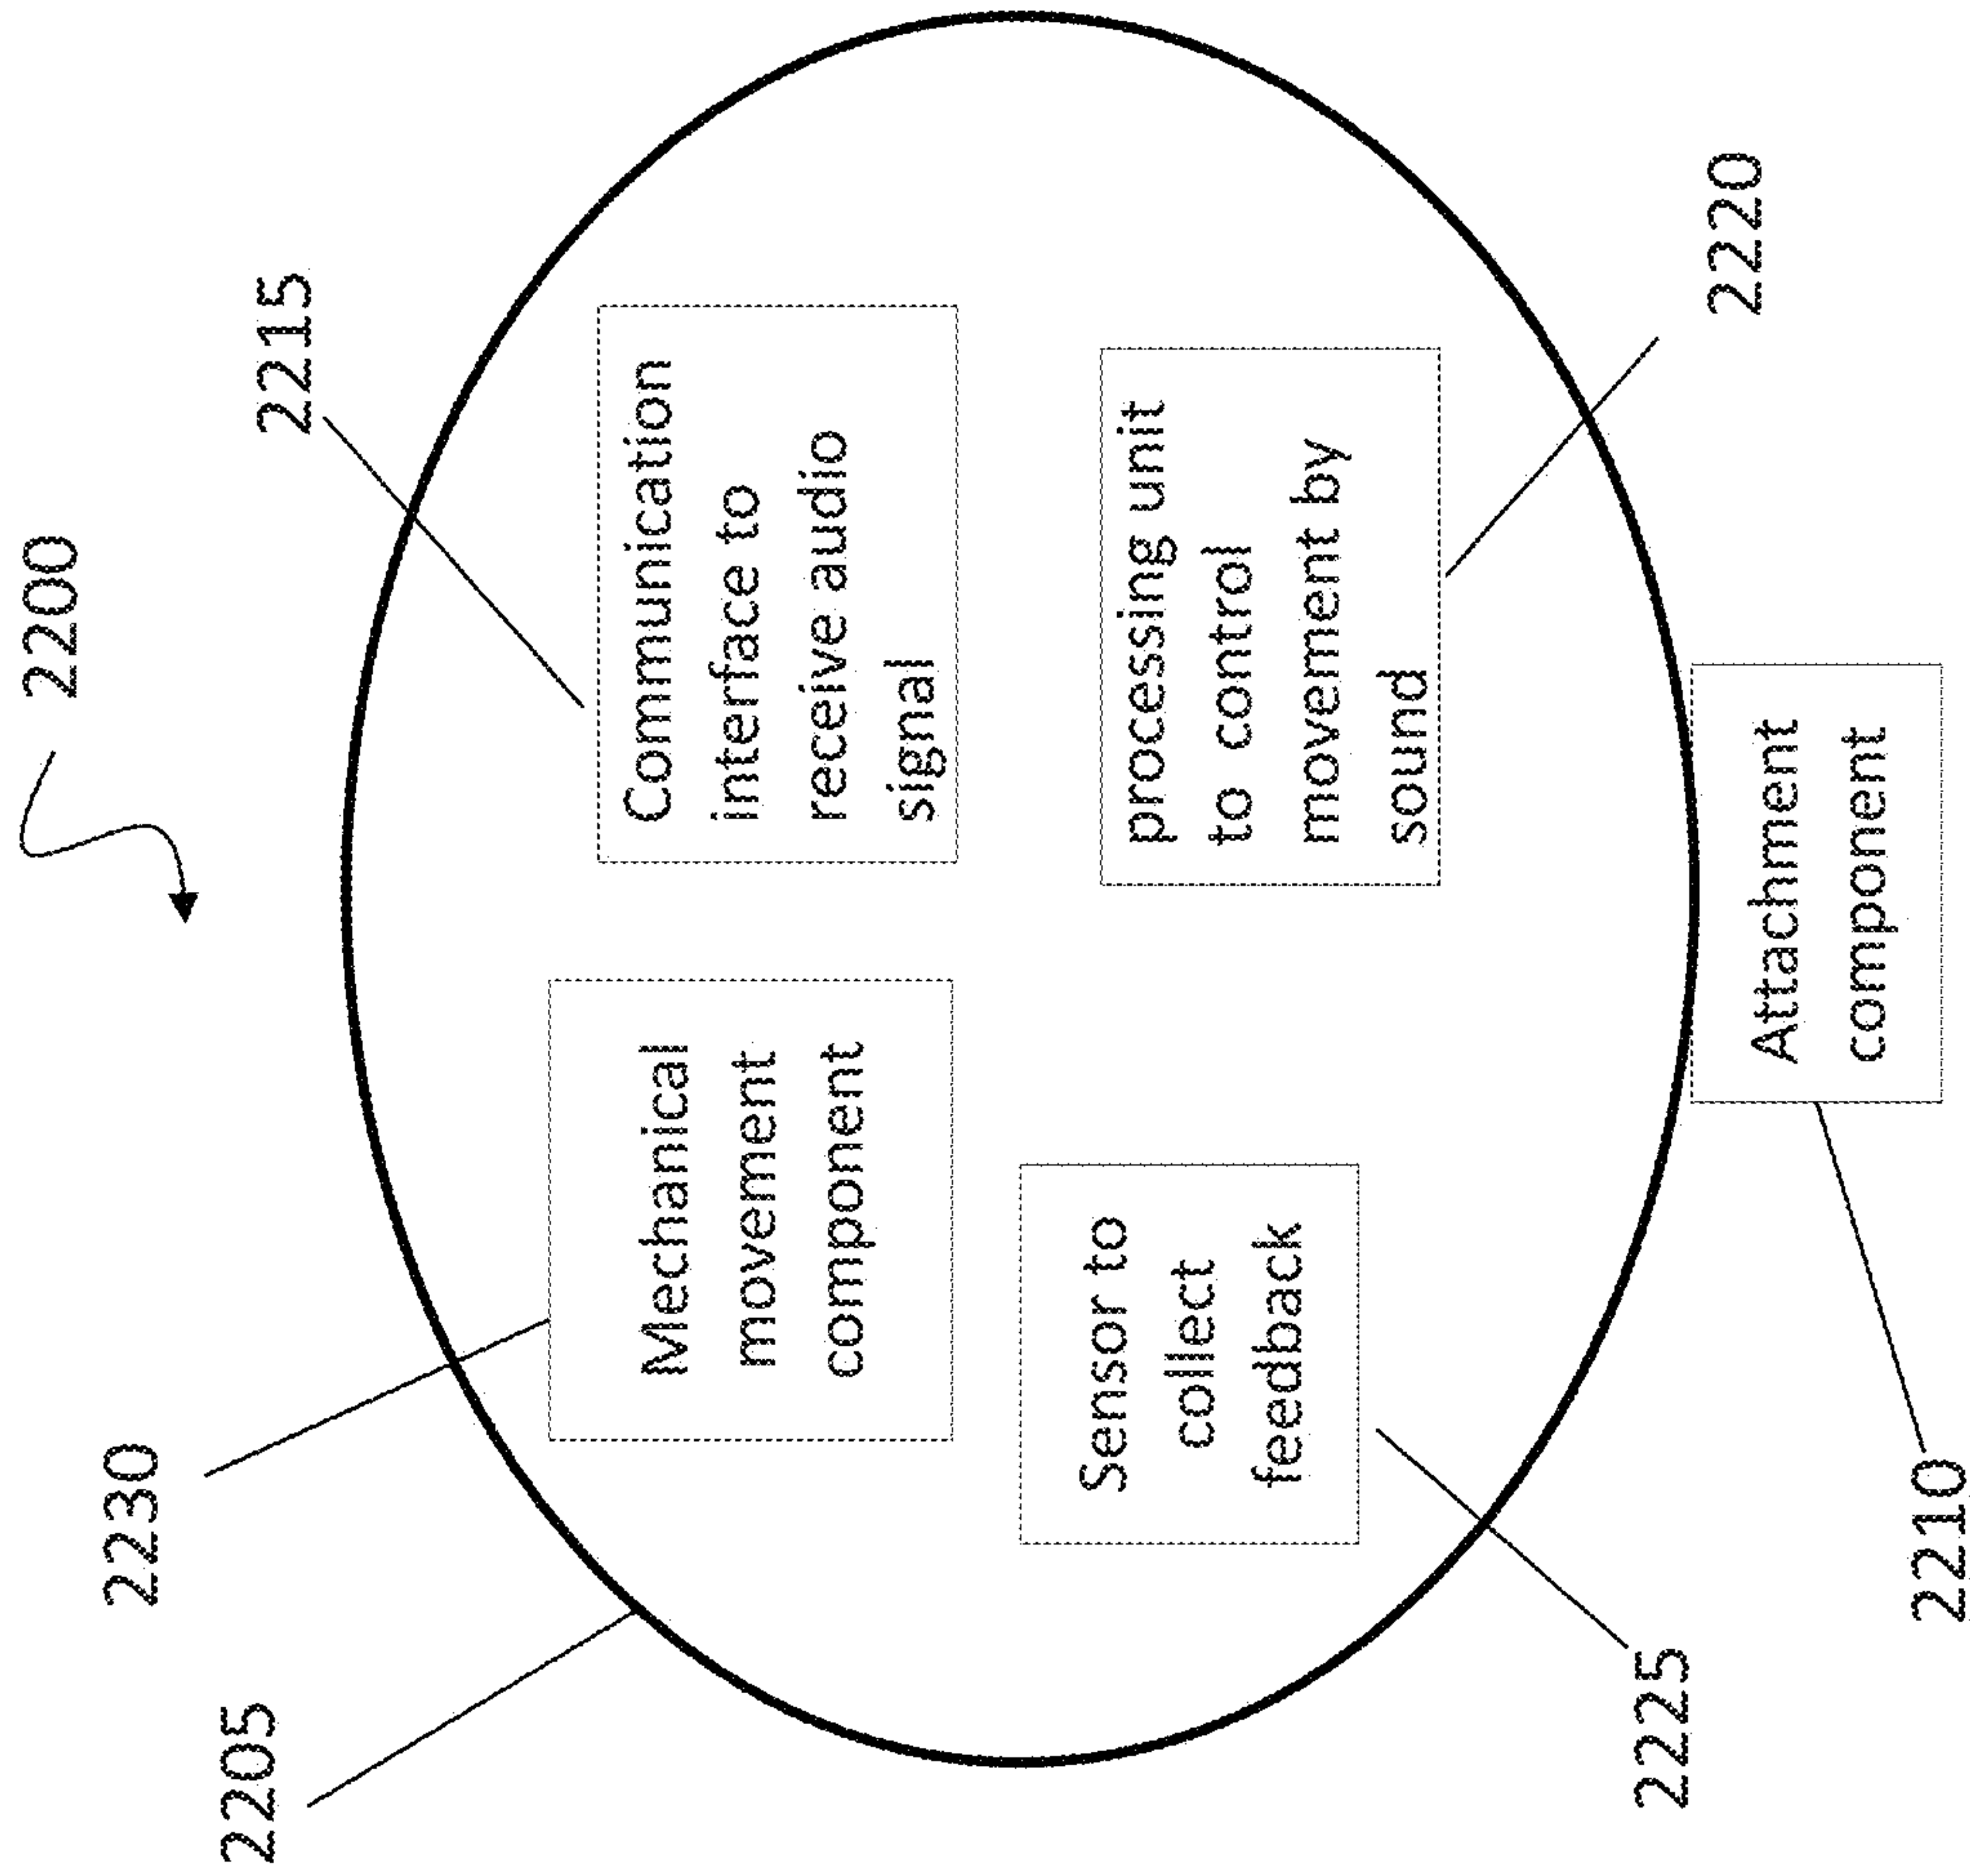 2200
2215
2230
2205
Mechanical
movement
component
Communication
interface to
receive audio
signal
Sensor to
collect
feedback
processing unit
to control
movement by
sound
Attachment
component
2225
2210
2220